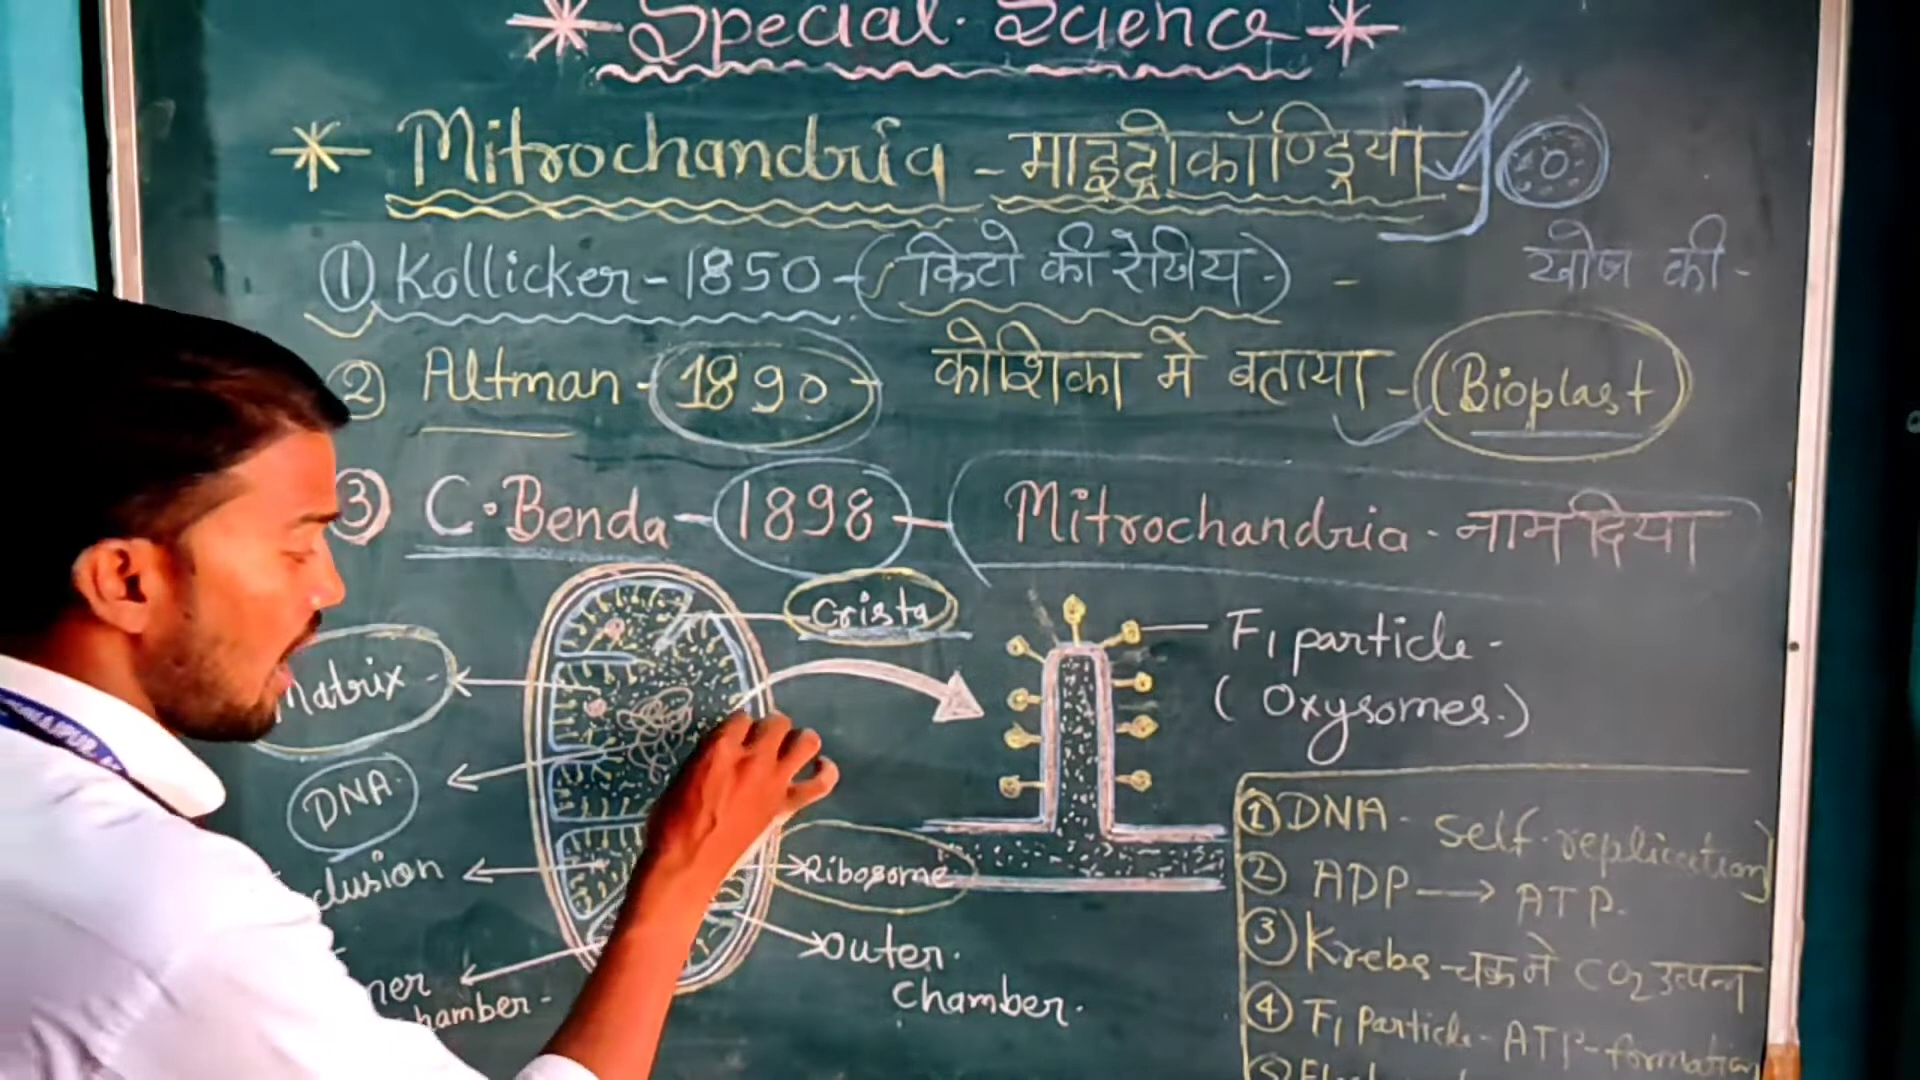 * Special Science *
* Mitrochandria - माइट्रोकॉण्ड्रिया
① Kollicker - 1850 - (किटो की रेखिय) - खोज की -
② Altman - 1890 - कोशिका में बताया - (Bioplast)
③ C. Benda - 1898 - Mitrochandria - नाम दिया
Crista
F1 particle -
(Oxysomes.)
Matrix -
DNA.
clusion
Ribosome
ner
hamber -
Outer.
Chamber.
① DNA - Self-replication
② ADP → ATP.
③ Krebs - चक्र में CO2 उत्पन्न
④ F1 Particle - ATP-formation